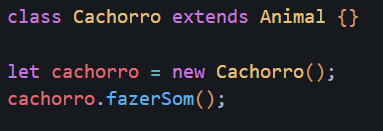 class Cachorro extends Animal {}
let cachorro = new Cachorro();
cachorro.fazerSom();